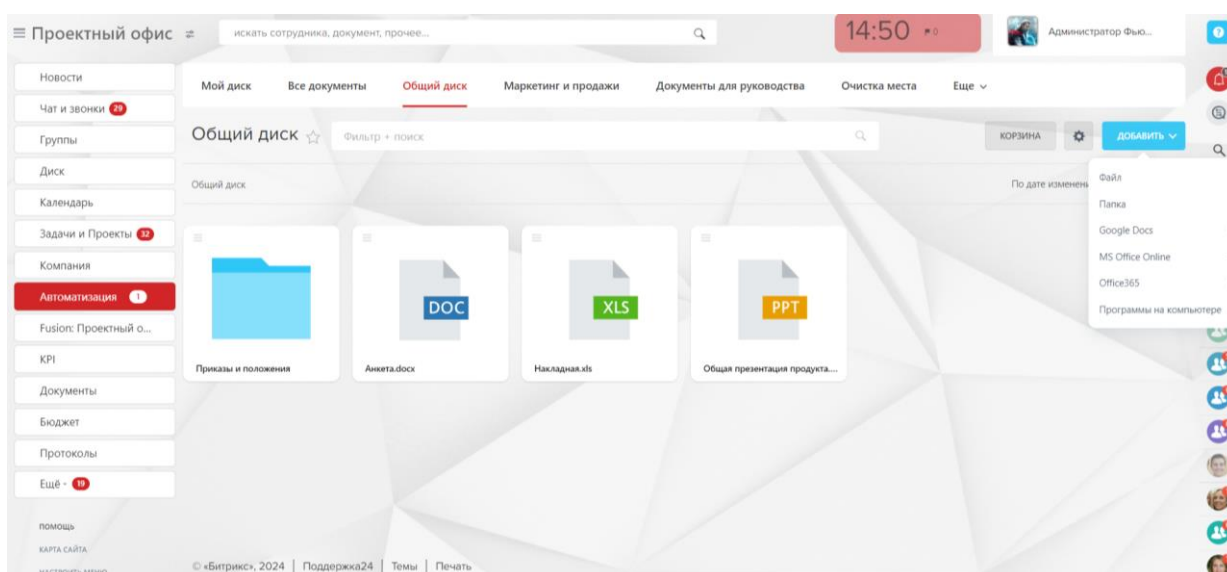 Проектный офис
искать сотрудника, документ, прочее...
14:50
0
Администратор Фью...
?
Новости
Чат и звонки 29
Группы
Диск
Календарь
Задачи и Проекты 32
Компания
Автоматизация 1
Fusion: Проектный о...
KPI
Документы
Бюджет
Протоколы
Ещё - 19
ПОМОЩЬ
КАРТА САЙТА
НАСТРОИТЬ МЕНЮ
Мой диск Все документы Общий диск Маркетинг и продажи Документы для руководства Очистка места Еще
Общий диск
Фильтр + поиск
КОРЗИНА
ДОБАВИТЬ
Общий диск
По дате изменени
Файл
Папка
Google Docs
MS Office Online
Office365
Программы на компьютере
DOC
XLS
PPT
Приказы и положения
Анкета.docx
Накладная.xls
Общая презентация продукта....
© «Битрикс», 2024 | Поддержка24 | Темы | Печать